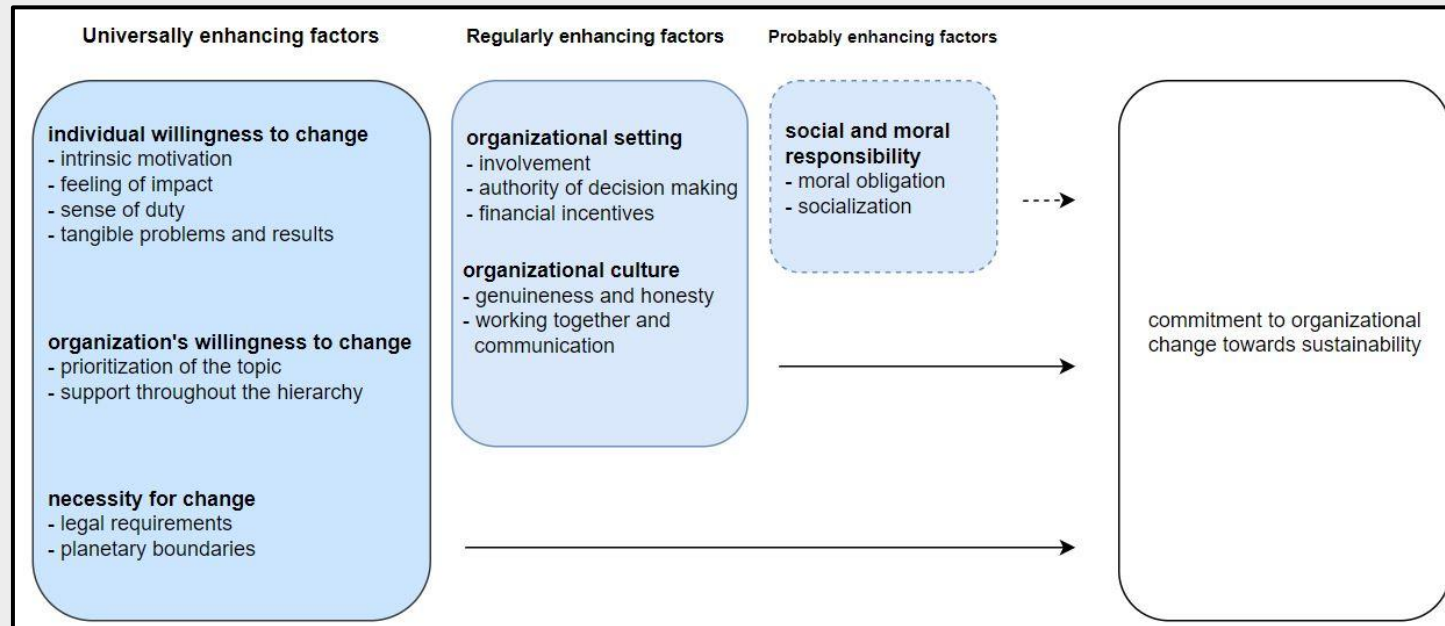 Universally enhancing factors
individual willingness to change
- intrinsic motivation
- feeling of impact
- sense of duty
- tangible problems and results
organization's willingness to change
- prioritization of the topic
- support throughout the hierarchy
necessity for change
- legal requirements
- planetary boundaries
Regularly enhancing factors
organizational setting
- involvement
- authority of decision making
- financial incentives
organizational culture
- genuineness and honesty
- working together and
communication
Probably enhancing factors
social and moral
responsibility
- moral obligation
- socialization
commitment to organizational
change towards sustainability